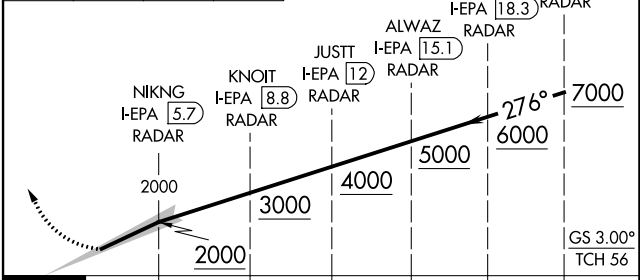 I-EPA 18.3 RADAR
RADAR
ALWAZ
I-EPA 15.1
RADAR
JUSTT
I-EPA 12
RADAR
KNOIT
I-EPA 8.8
RADAR
NIKNG
I-EPA 5.7
RADAR
276°
7000
6000
5000
4000
2000
3000
2000
GS 3.00°
TCH 56